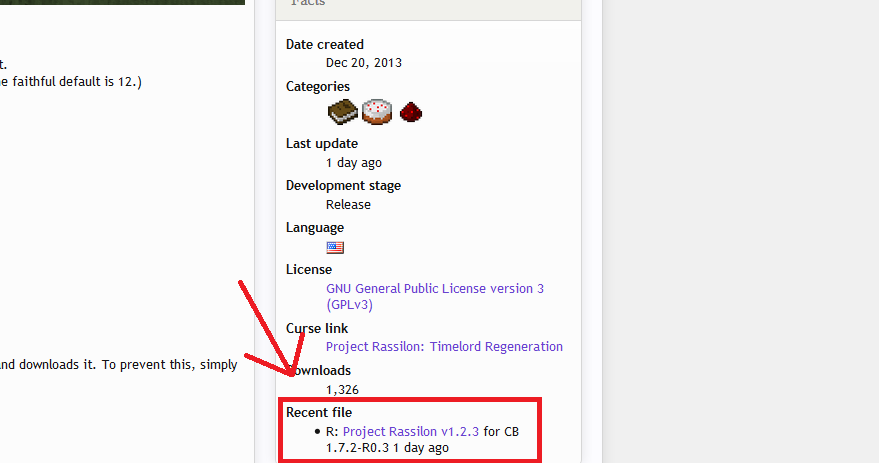 Facts
t.
e faithful default is 12.)
nd downloads it. To prevent this, simply
Date created
Dec 20, 2013
Categories
Last update
1 day ago
Development stage
Release
Language
License
GNU General Public License version 3
(GPLv3)
Curse link
Project Rassilon: Timelord Regeneration
Downloads
1,326
Recent file
• R: Project Rassilon v1.2.3 for CB
1.7.2-R0.3 1 day ago